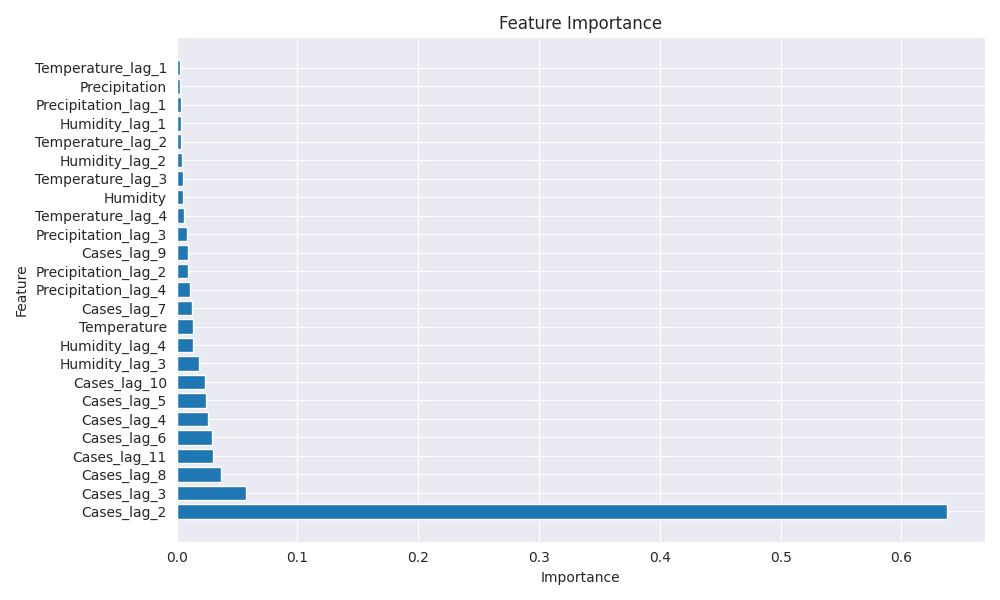 Feature Importance
Temperature_lag_1
Precipitation
Precipitation_lag_1
Humidity_lag_1
Temperature_lag_2
Humidity_lag_2
Temperature_lag_3
Humidity
Temperature_lag_4
Precipitation_lag_3
Cases_lag_9
Precipitation_lag_2
Precipitation_lag_4
Cases_lag_7
Temperature
Humidity_lag_4
Humidity_lag_3
Cases_lag_10
Cases_lag_5
Cases_lag_4
Cases_lag_6
Cases_lag_11
Cases_lag_8
Cases_lag_3
Cases_lag_2
Feature
0.0 0.1 0.2 0.3 0.4 0.5 0.6
Importance